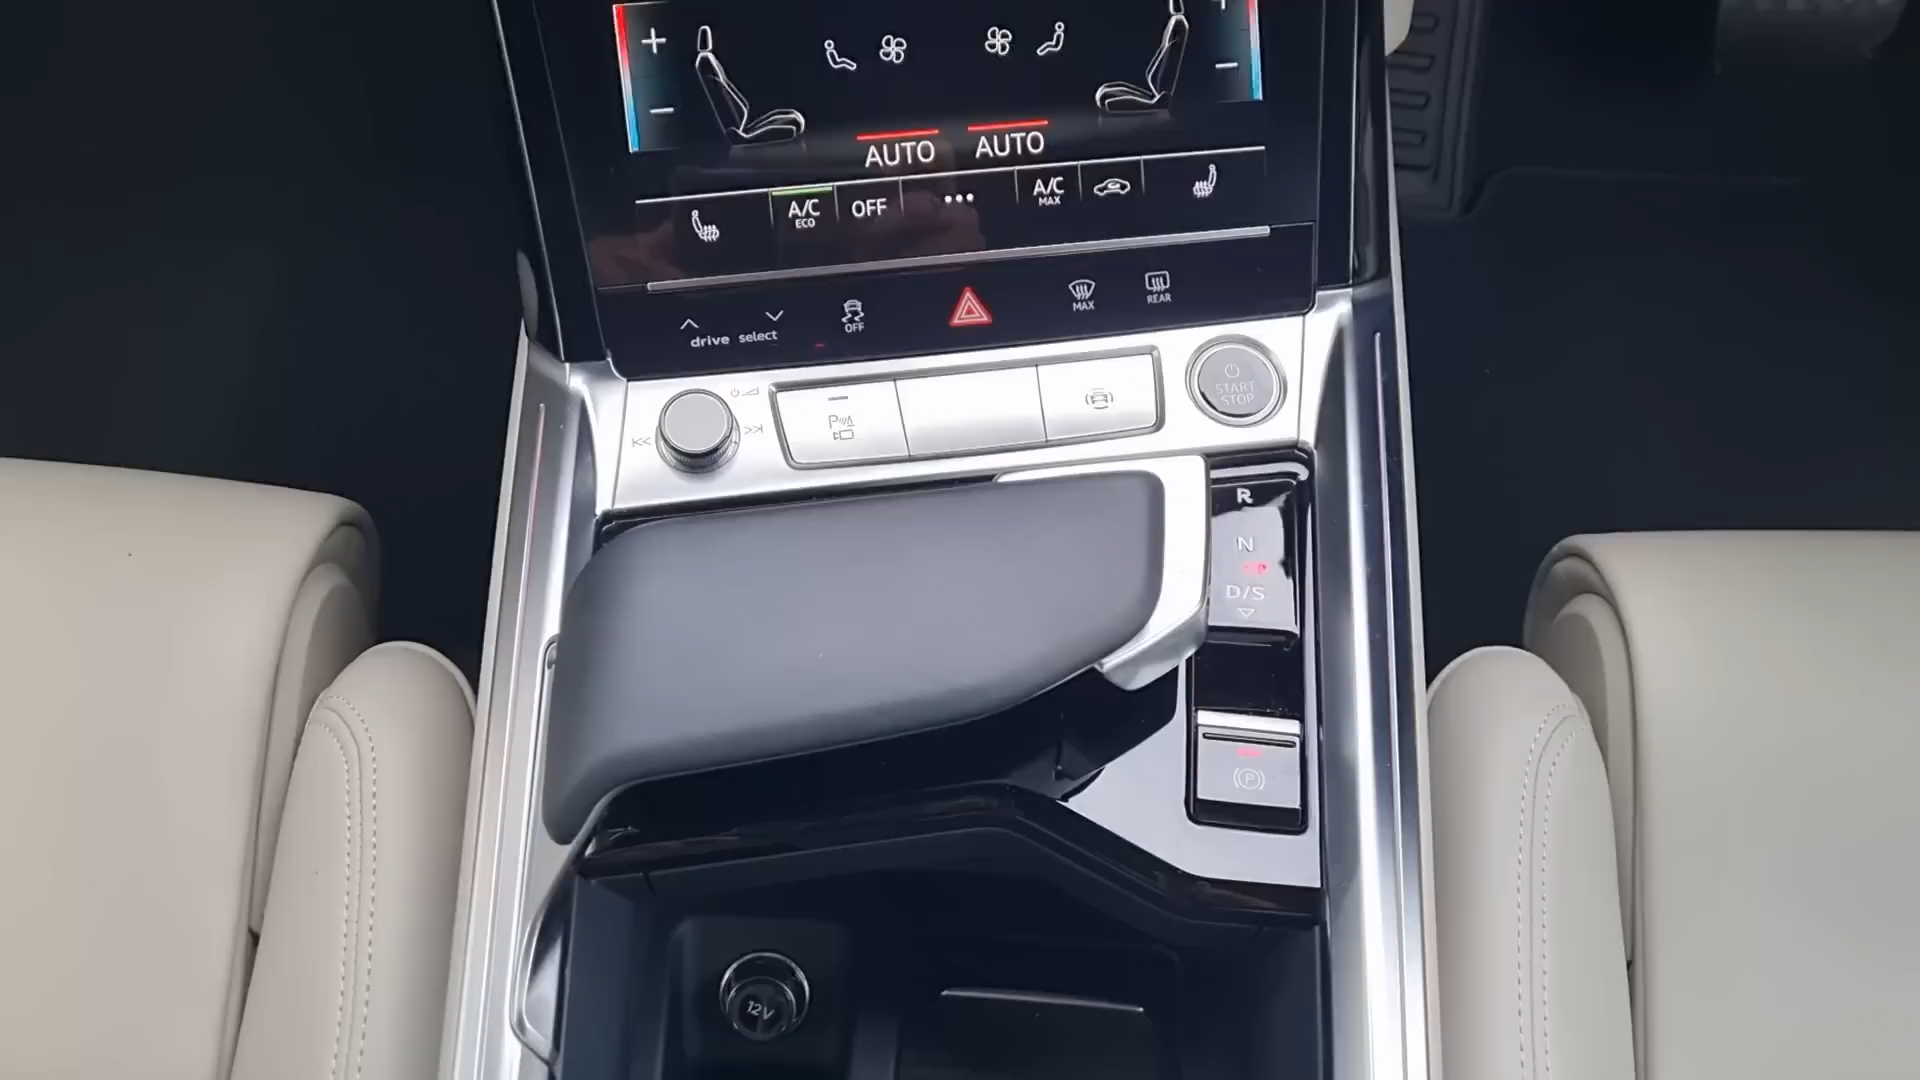 AUTO
AUTO
A/C
ECO
OFF
A/C
MAX
drive select
OFF
MAX
REAR
P
START
STOP
R
N
D/S
P
12V